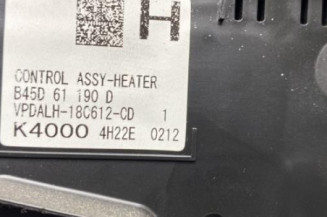 H
CONTROL ASSY-HEATER
B45D 61 190 D
VPDALH-18C612-CD 1
K4000 4H22E 0212